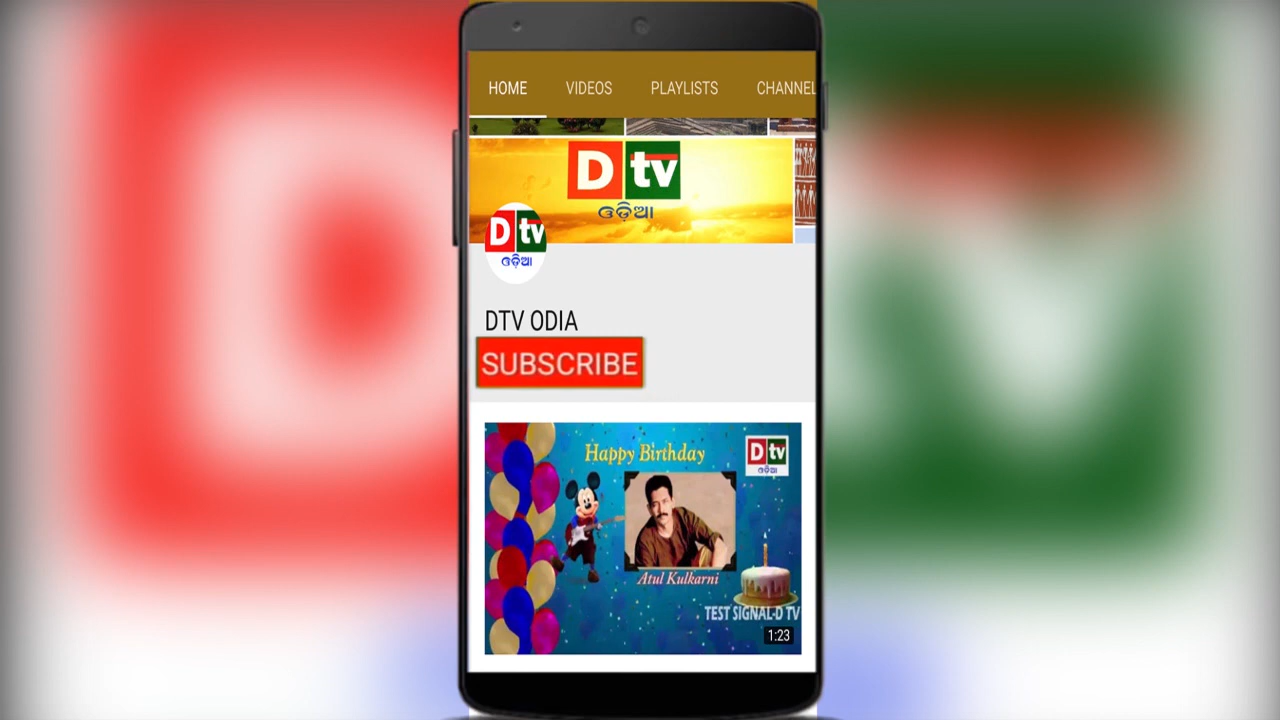 HOME VIDEOS PLAYLISTS CHANNEL
D tv
ଓଡ଼ିଆ
D tv
ଓଡ଼ିଆ
DTV ODIA
SUBSCRIBE
Happy Birthday
D tv
ଓଡ଼ିଆ
Atul Kulkarni
TEST SIGNAL-D TV
1:23